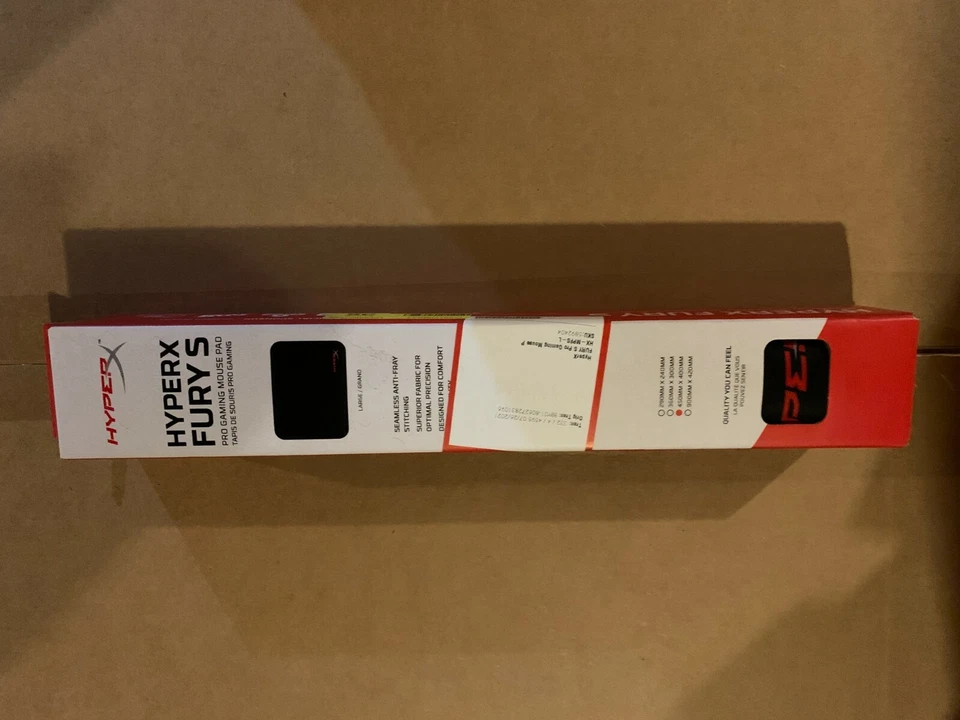 HYPERX
HYPERX
FURY S
PRO GAMING MOUSE PAD
TAPIS DE SOURIS PRO GAMING
LARGE / GRAND
SEAMLESS ANTI-FRAY
STITCHING
SUPERIOR FABRIC FOR
OPTIMAL PRECISION
DESIGNED FOR COMFORT
HyperX
FURY S Pro Gaming Mouse P
HX - MPFS-L
290MM X 240MM
360MM X 300MM
450MM X 400MM
900MM X 420MM
QUALITY YOU CAN FEEL
LA QUALITÉ QUE VOUS
POUVEZ SENTIR